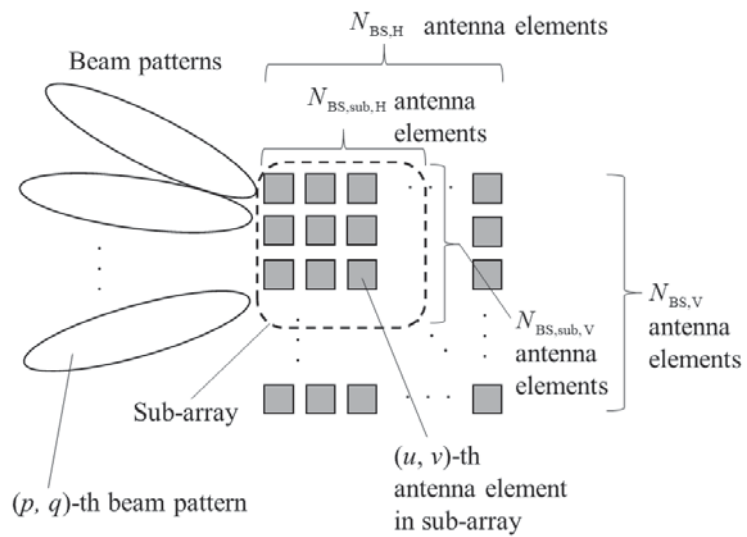 N_BS,H antenna elements
Beam patterns
N_BS,sub,H antenna
elements
N_BS,V
antenna
elements
N_BS,sub,V
antenna
elements
Sub-array
(u, v)-th
antenna element
in sub-array
(p, q)-th beam pattern